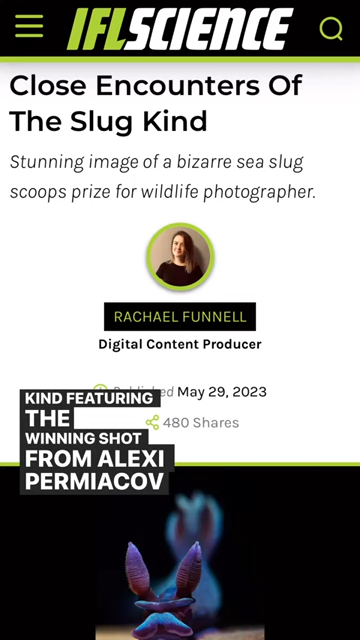 IFLSCIENCE
Close Encounters Of
The Slug Kind
Stunning image of a bizarre sea slug
scoops prize for wildlife photographer.
RACHAEL FUNNELL
Digital Content Producer
Published May 29, 2023
480 Shares
KIND FEATURING
THE
WINNING SHOT
FROM ALEXI
PERMIACOV